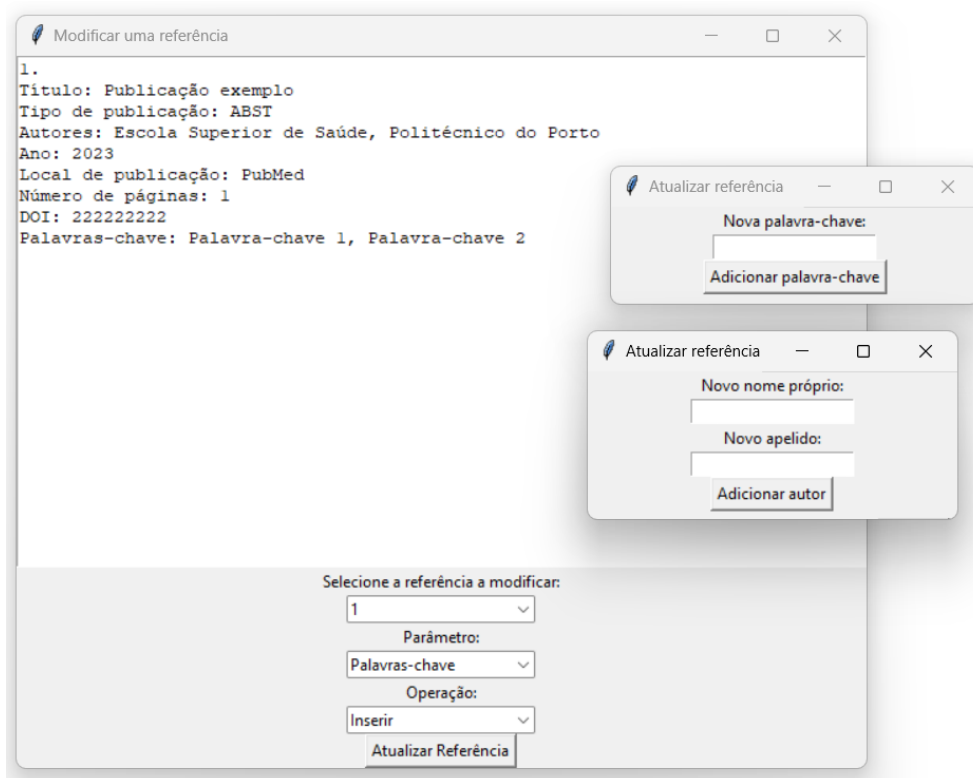 Modificar uma referência
1.
Título: Publicação exemplo
Tipo de publicação: ABST
Autores: Escola Superior de Saúde, Politécnico do Porto
Ano: 2023
Local de publicação: PubMed
Número de páginas: 1
DOI: 222222222
Palavras-chave: Palavra-chave 1, Palavra-chave 2
Atualizar referência
Nova palavra-chave:
Adicionar palavra-chave
Atualizar referência
Novo nome próprio:
Novo apelido:
Adicionar autor
Selecione a referência a modificar:
1
Parâmetro:
Palavras-chave
Operação:
Inserir
Atualizar Referência